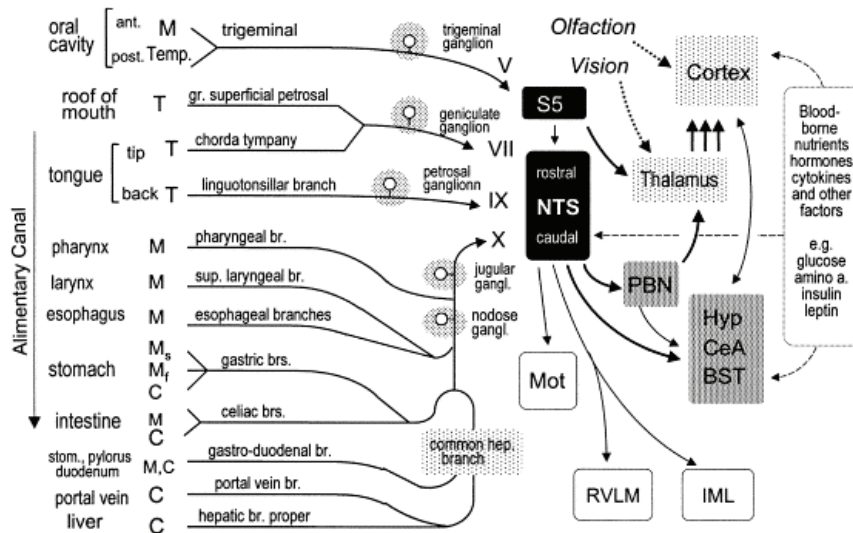 oral cavity
ant. M
post. Temp.
trigeminal
trigeminal
ganglion
V
roof of
mouth
T
gr. superficial petrosal
geniculate
ganglion
VII
tongue
tip T
chorda tympany
back T
linguotonsillar branch
petrosal
ganglionn
IX
X
Alimentary Canal
pharynx M pharyngeal br.
larynx M sup. laryngeal br.
jugular
gangl.
esophagus M esophageal branches
nodose
gangl.
stomach
Ms
Mf
C
gastric brs.
intestine
M
C
celiac brs.
common hep.
branch
stom., pylorus
duodenum
M,C
gastro-duodenal br.
portal vein C portal vein br.
liver C hepatic br. proper
Olfaction
Vision
Cortex
S5
rostral
NTS
caudal
Thalamus
PBN
Hyp
CeA
BST
Mot
RVLM
IML
Blood-
borne
nutrients
hormones
cytokines
and other
factors
e.g.
glucose
amino a.
insulin
leptin